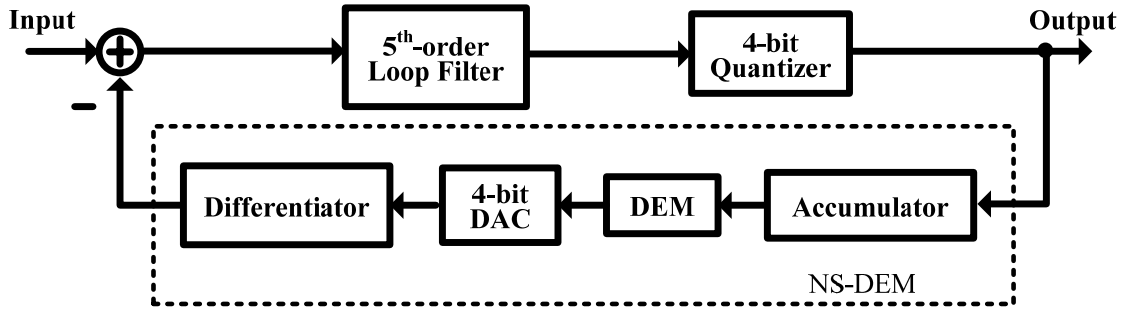 Input
5th-order
Loop Filter
4-bit
Quantizer
Output
Differentiator
4-bit
DAC
DEM
Accumulator
NS-DEM